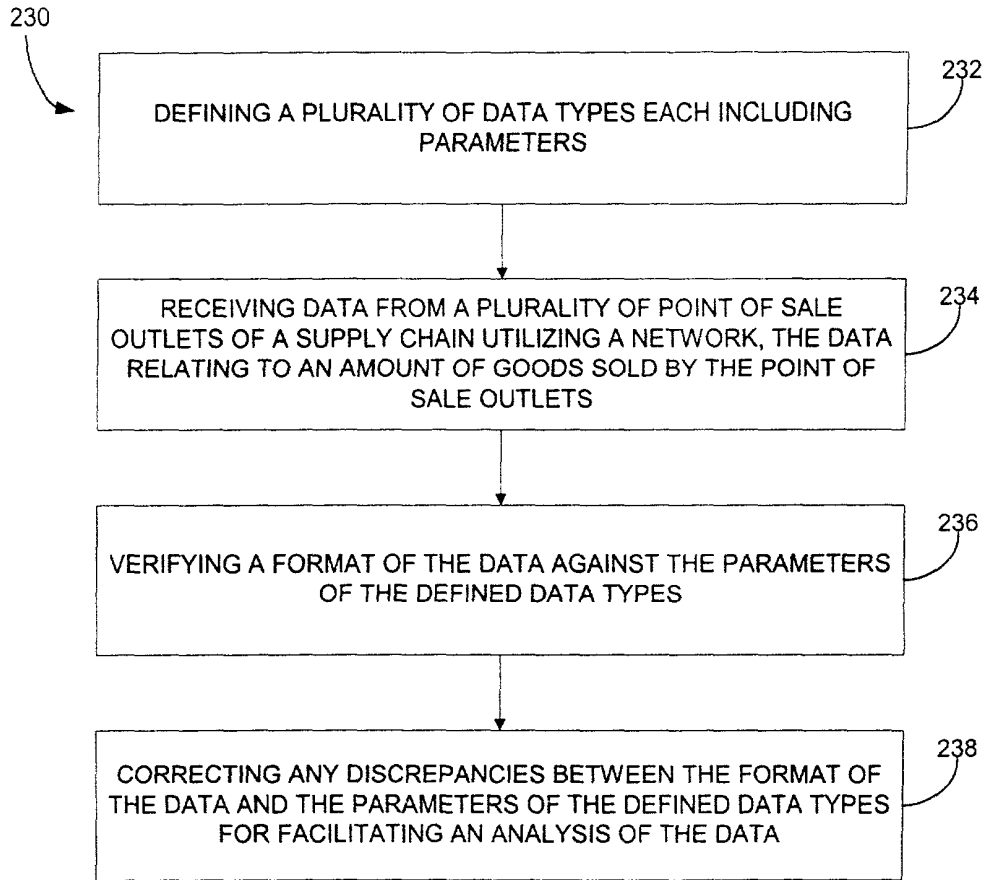 230
232
DEFINING A PLURALITY OF DATA TYPES EACH INCLUDING
PARAMETERS
234
RECEIVING DATA FROM A PLURALITY OF POINT OF SALE
OUTLETS OF A SUPPLY CHAIN UTILIZING A NETWORK, THE DATA
RELATING TO AN AMOUNT OF GOODS SOLD BY THE POINT OF
SALE OUTLETS
236
VERIFYING A FORMAT OF THE DATA AGAINST THE PARAMETERS
OF THE DEFINED DATA TYPES
238
CORRECTING ANY DISCREPANCIES BETWEEN THE FORMAT OF
THE DATA AND THE PARAMETERS OF THE DEFINED DATA TYPES
FOR FACILITATING AN ANALYSIS OF THE DATA